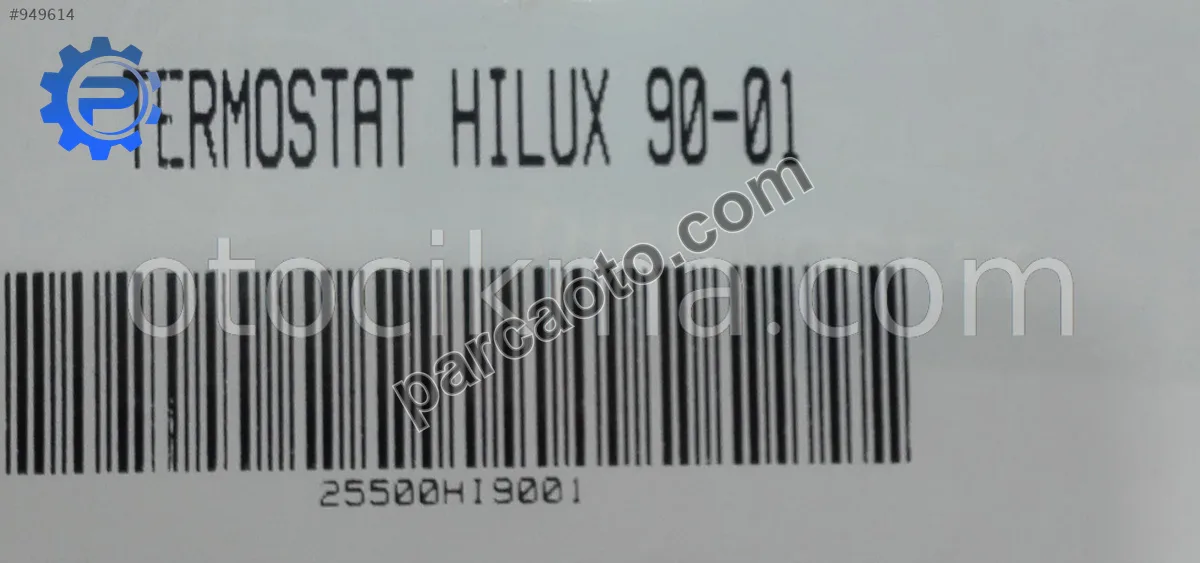 #949614
TERMOSTAT HILUX 90-01
otocikma.com
parcaoto.com
25500HI9001